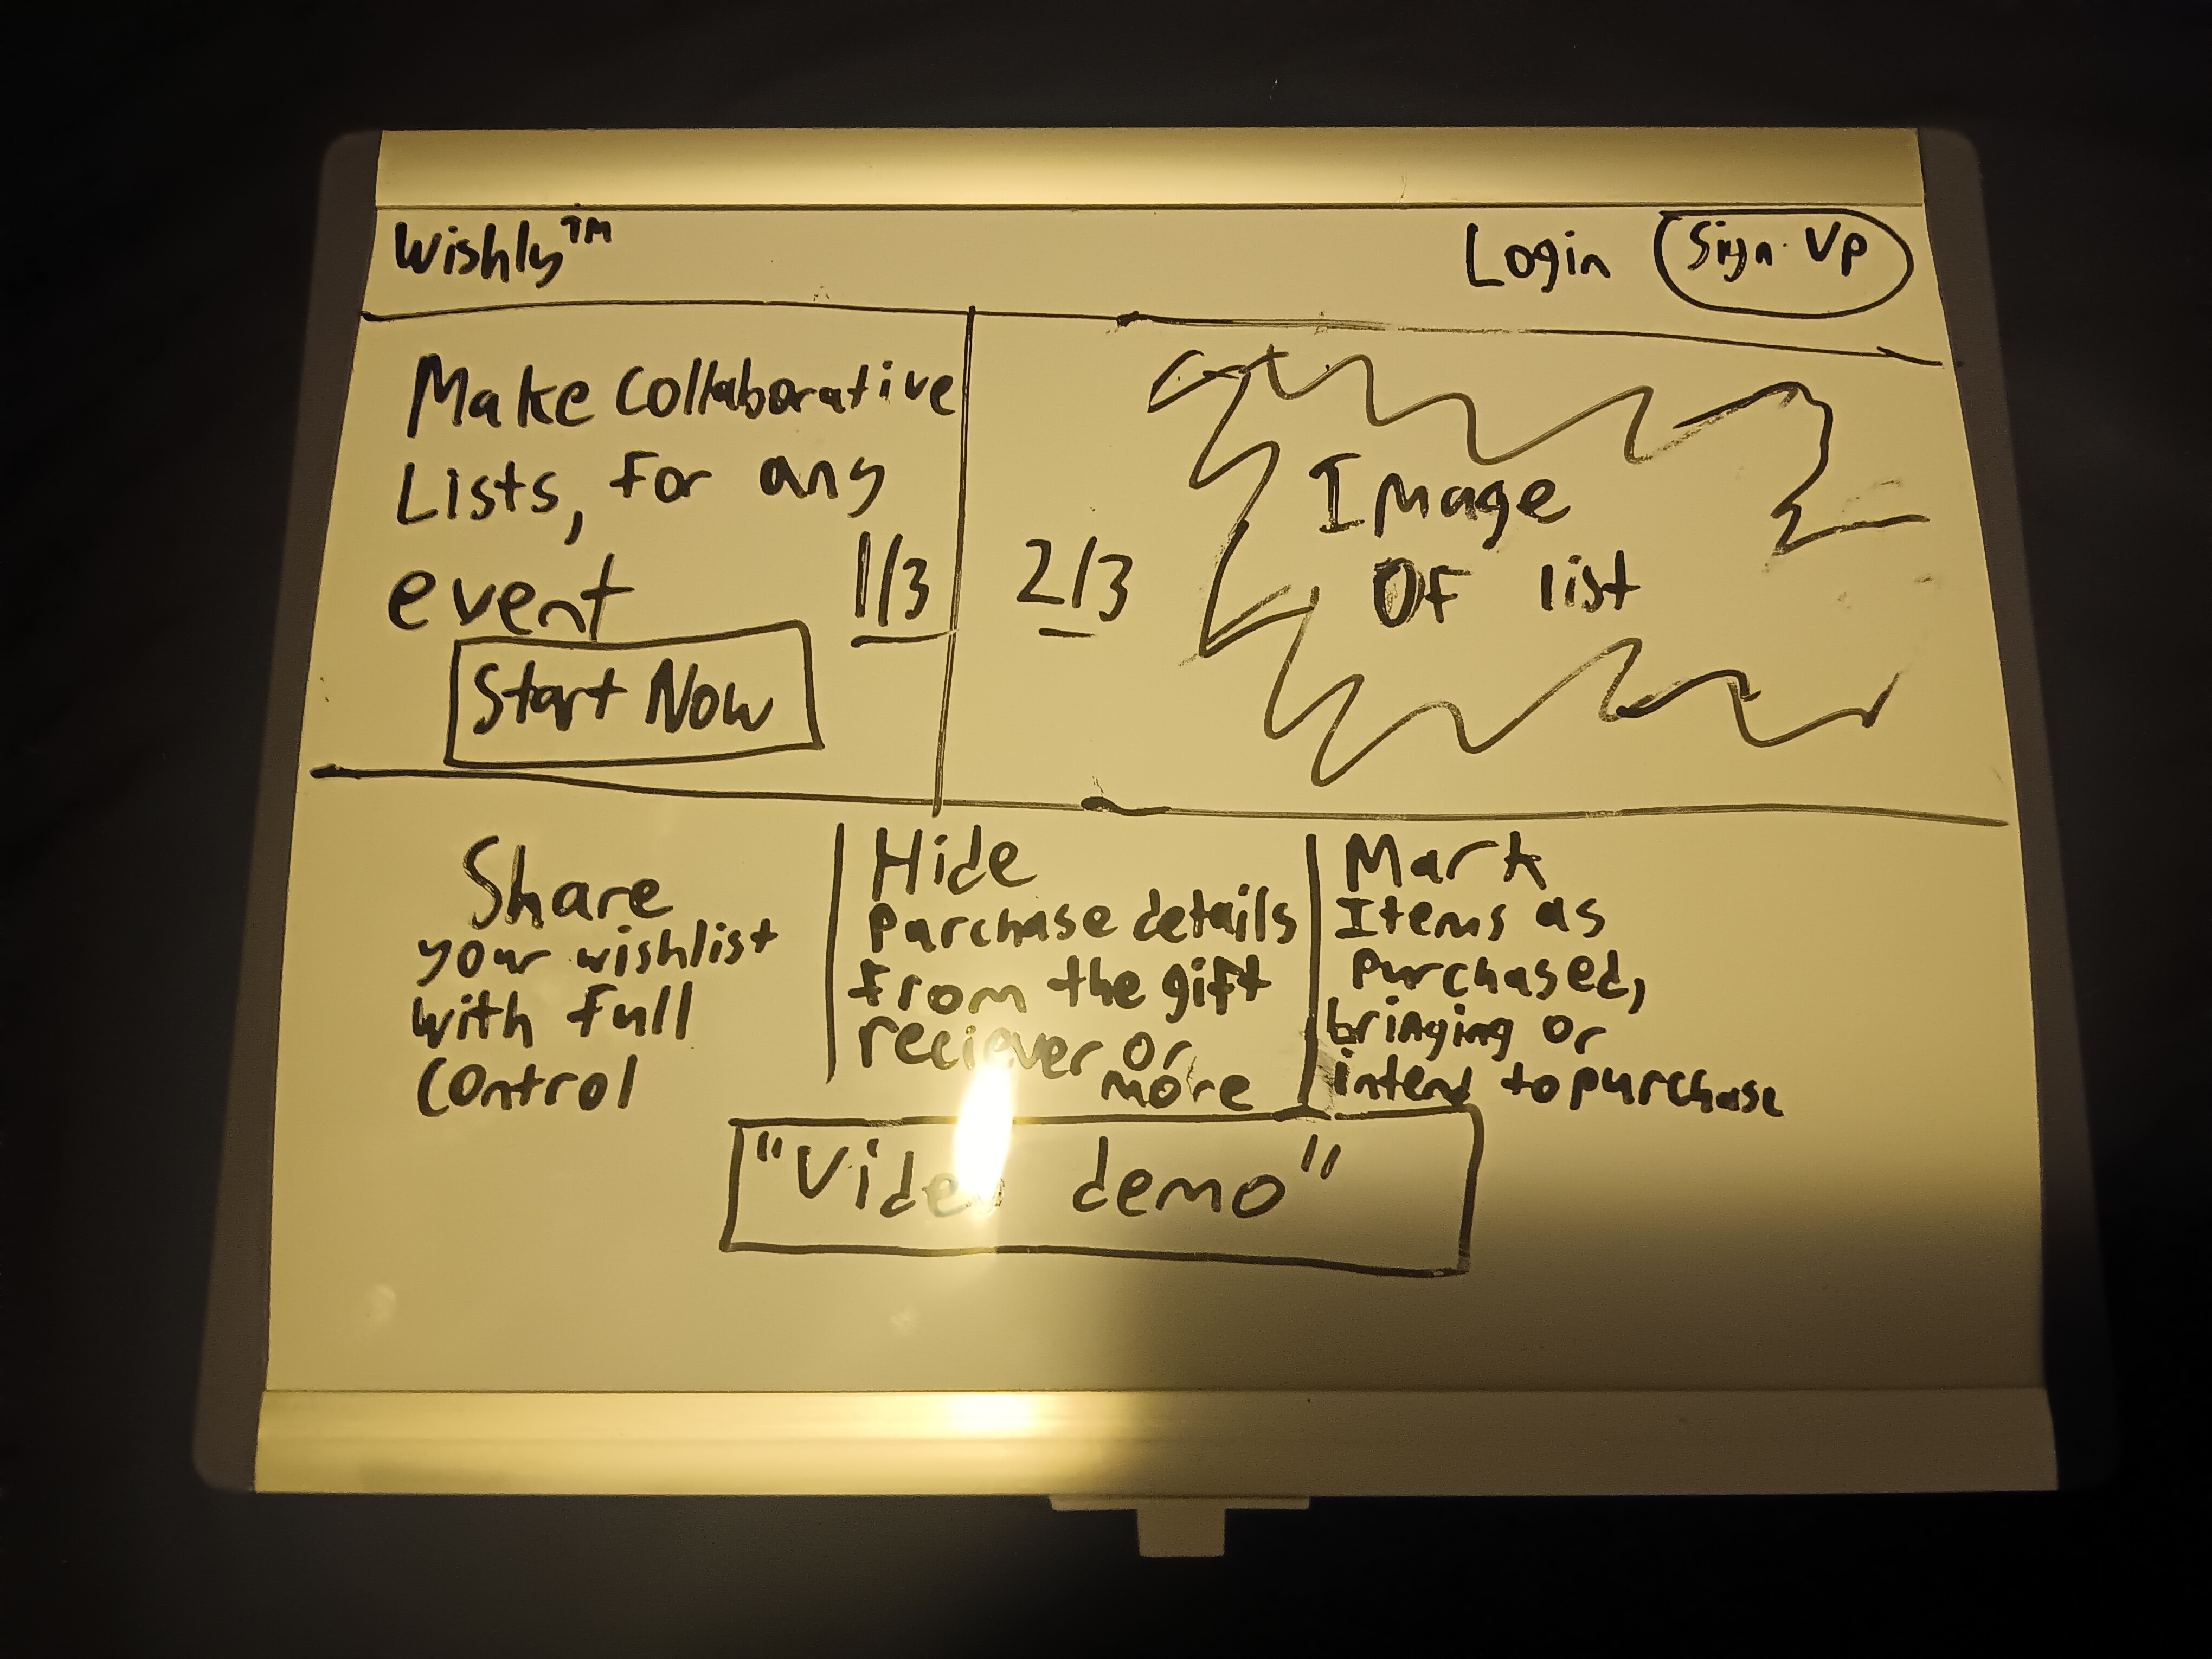 Wishly™
Login Sign-Up
Make Collaborative
Lists, for any
event
1/3
Start Now
2/3
Image
Of list
Share
your wishlist
with full
Control
Hide
Purchase details
from the gift
reciever or
more
Mark
Items as
Purchased,
bringing or
intend to purchase
"Video demo"